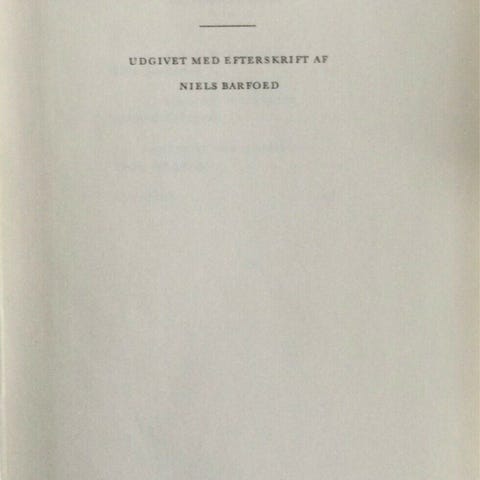 UDGIVET MED EFTERSKRIFT AF
NIELS BARFOED